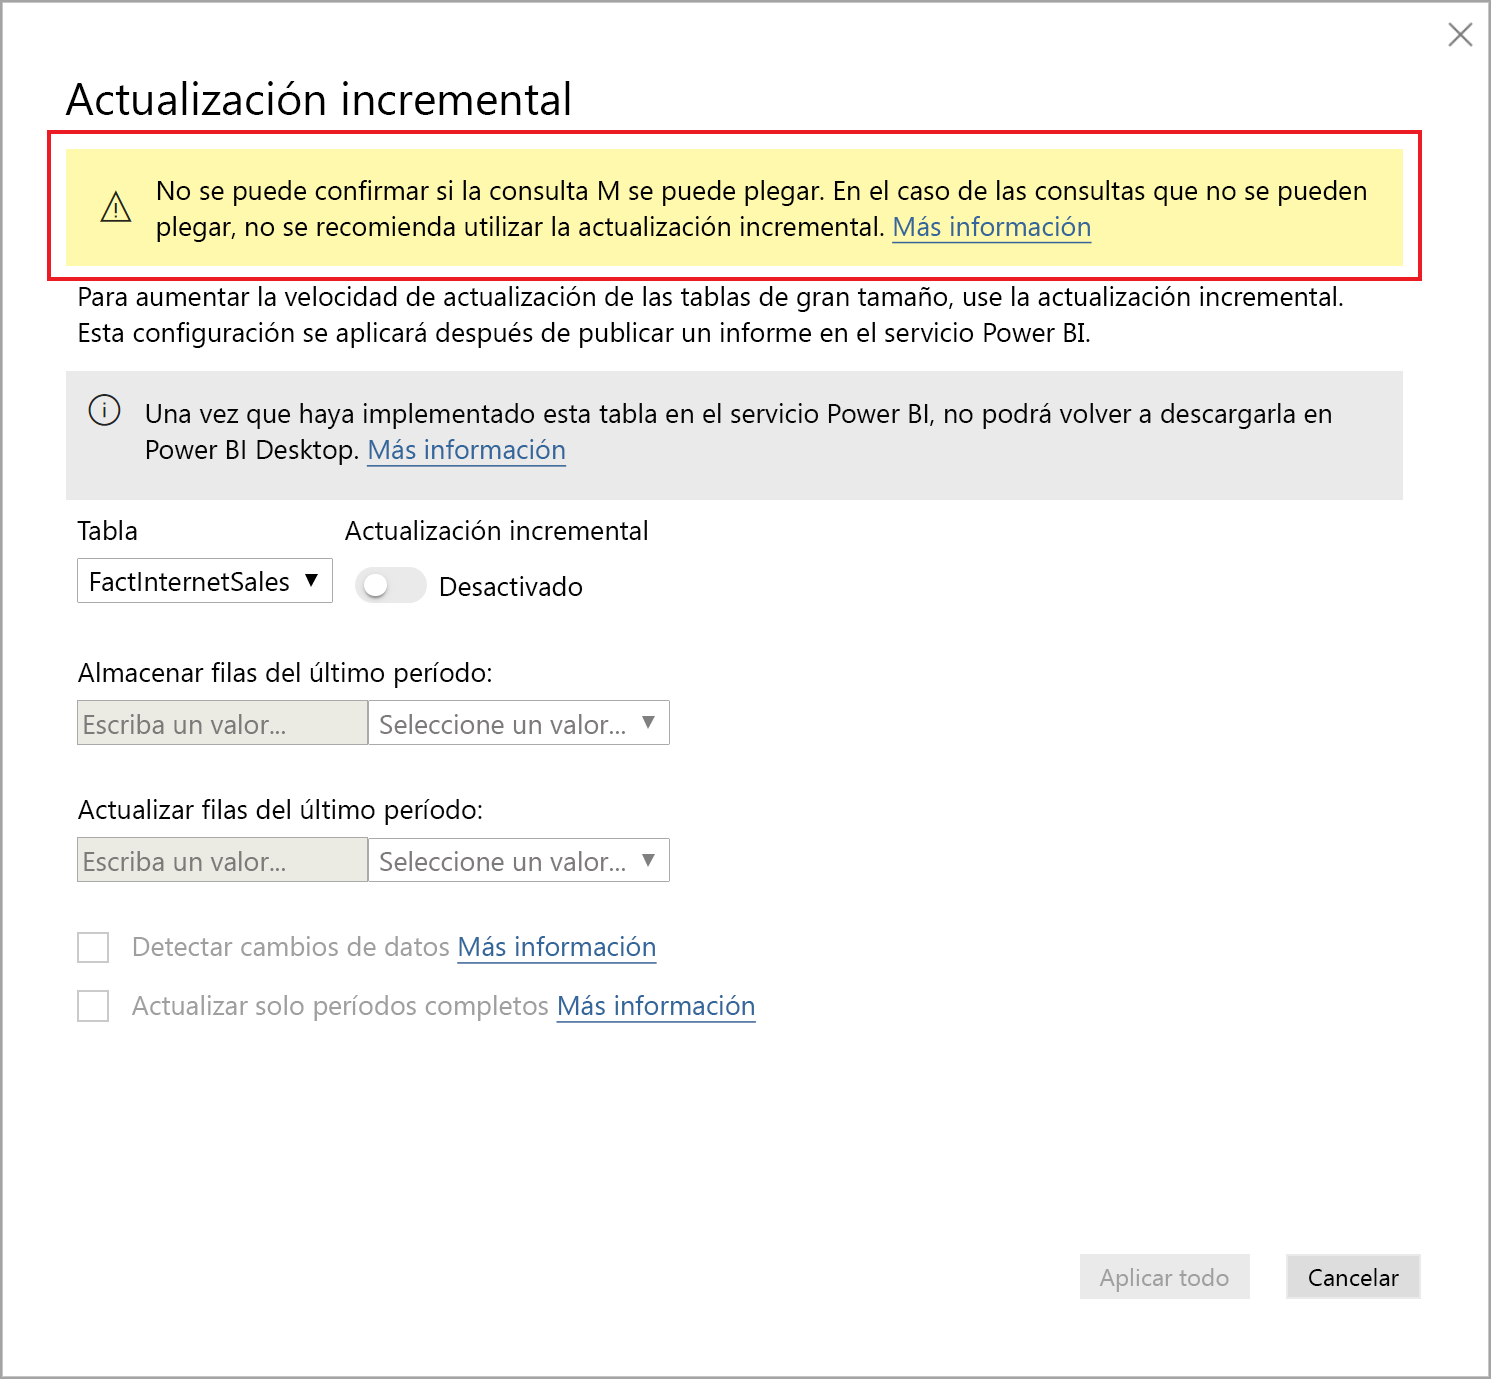 Actualización incremental
No se puede confirmar si la consulta M se puede plegar. En el caso de las consultas que no se pueden
plegar, no se recomienda utilizar la actualización incremental. Más información
Para aumentar la velocidad de actualización de las tablas de gran tamaño, use la actualización incremental.
Esta configuración se aplicará después de publicar un informe en el servicio Power BI.
Una vez que haya implementado esta tabla en el servicio Power BI, no podrá volver a descargarla en
Power BI Desktop. Más información
Tabla Actualización incremental
FactInternetSales Desactivado
Almacenar filas del último período:
Escriba un valor... Seleccione un valor...
Actualizar filas del último período:
Escriba un valor... Seleccione un valor...
Detectar cambios de datos Más información
Actualizar solo períodos completos Más información
Aplicar todo Cancelar